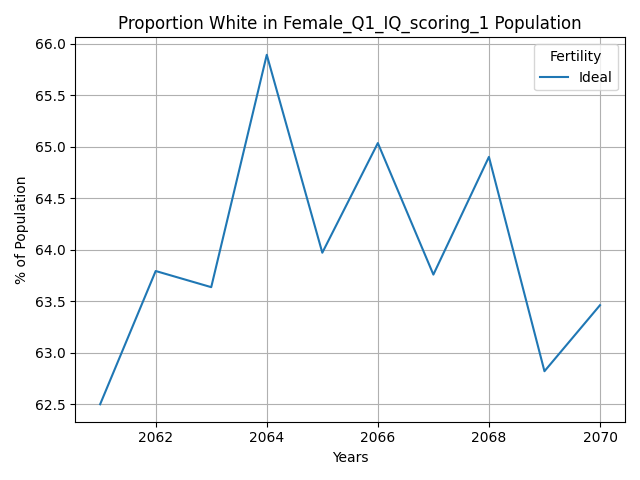 Proportion White in Female_Q1_IQ_scoring_1 Population
Fertility
Ideal
66.0
65.5
65.0
64.5
64.0
63.5
63.0
62.5
% of Population
2062
2064
2066
2068
2070
Years